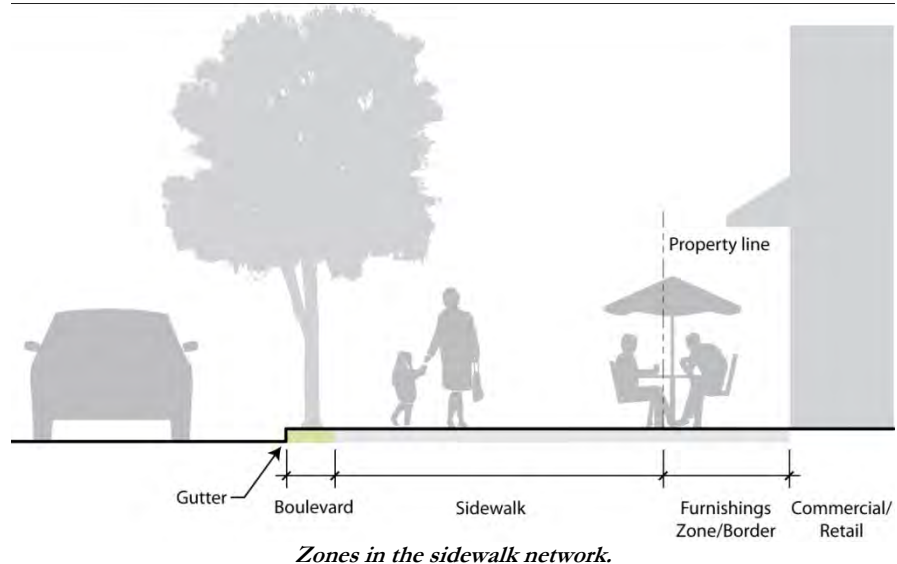 Property line
Gutter
Boulevard
Sidewalk
Furnishings
Zone/Border
Commercial/
Retail
Zones in the sidewalk network.